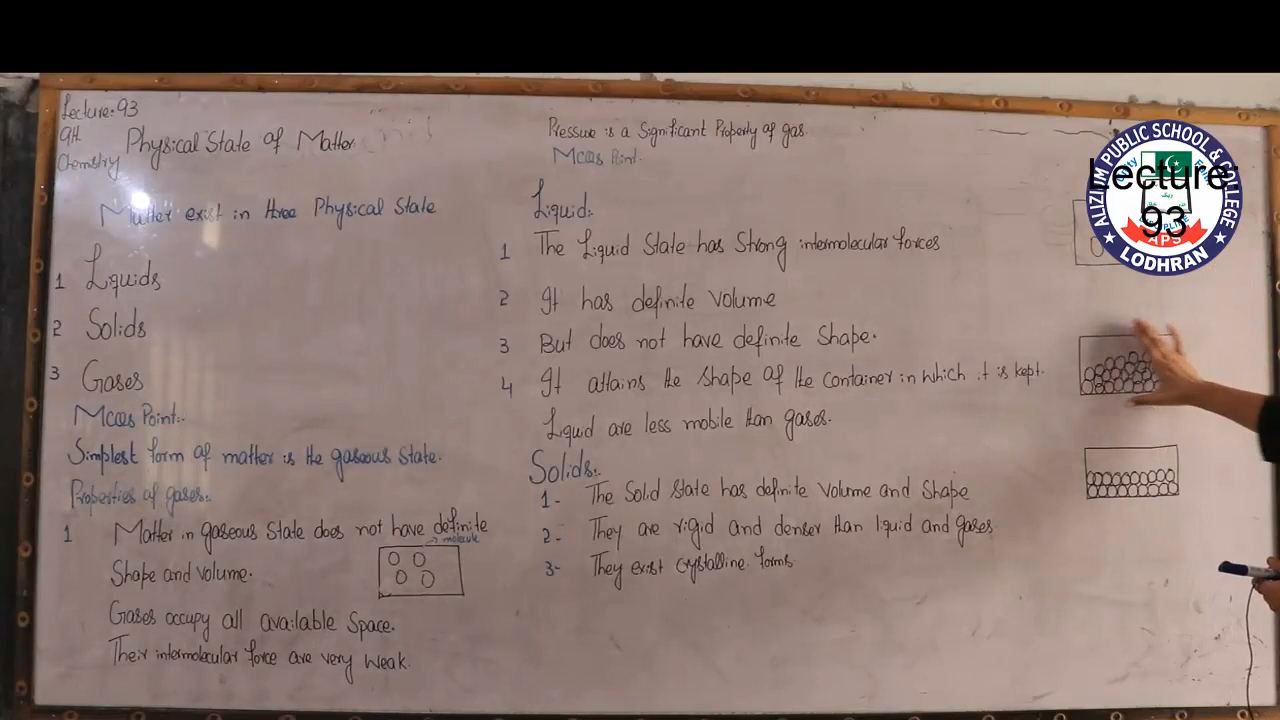 Lecture: 93
9th
Chemistry
Physical State of Matter
Matter exist in three Physical State
1 Liquids
2 Solids
3 Gases
MCQs Point:-
Simplest form of matter is the gaseous state.
Properties of gases:-
1 Matter in gaseous State does not have definite
→ molecule
Shape and Volume.
Gases occupy all available Space.
Their intermolecular force are very weak.
Pressure is a Significant Property of gas.
MCQs Point.
Liquid:-
1 The Liquid State has Strong intermolecular forces
2 It has definite volume
3 But does not have definite Shape.
4 It attains the shape of the container in which it is kept.
Liquid are less mobile than gases.
Solids:-
1- The Solid State has definite Volume and Shape
2- They are rigid and denser than liquid and gases
3- They exist crystalline forms.
ALIZIUM PUBLIC SCHOOL & COLLEGE
Lecture:
93
APS
LODHRAN